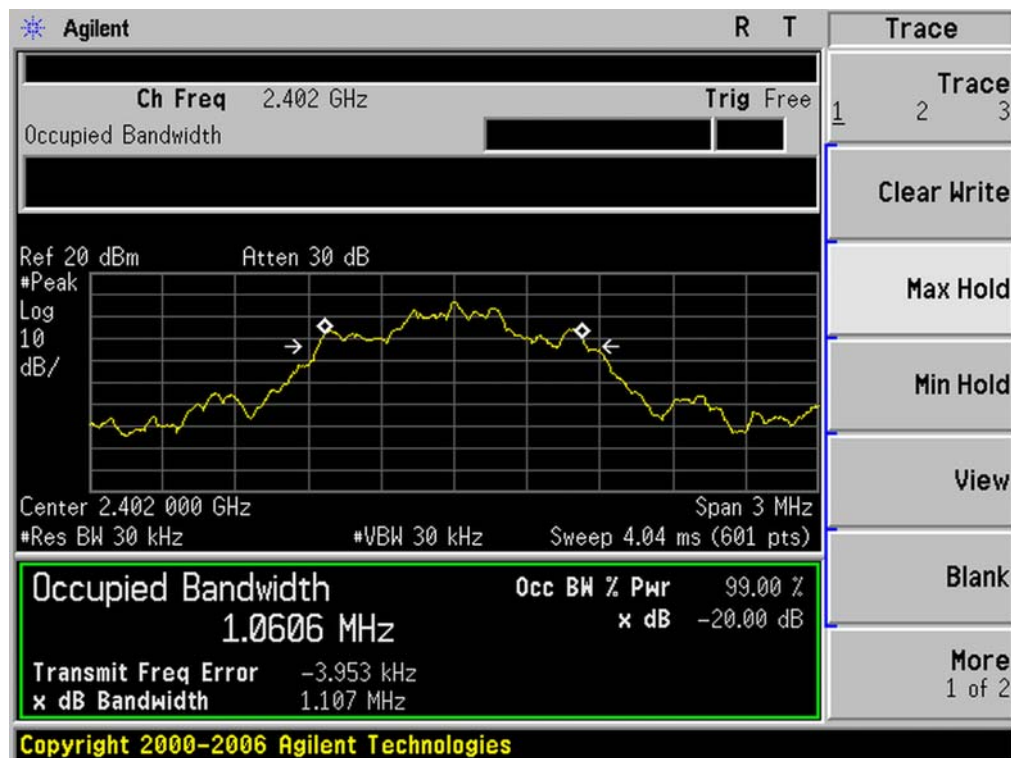 Agilent R T Trace
Ch Freq 2.402 GHz Trig Free
Occupied Bandwidth
Trace
1 2 3
Clear Write
Max Hold
Min Hold
View
Blank
More
1 of 2
Ref 20 dBm Atten 30 dB
#Peak
Log
10
dB/
Center 2.402 000 GHz Span 3 MHz
#Res BW 30 kHz #VBW 30 kHz Sweep 4.04 ms (601 pts)
Occupied Bandwidth Occ BW % Pwr 99.00 %
1.0606 MHz x dB -20.00 dB
Transmit Freq Error -3.953 kHz
x dB Bandwidth 1.107 MHz
Copyright 2000-2006 Agilent Technologies